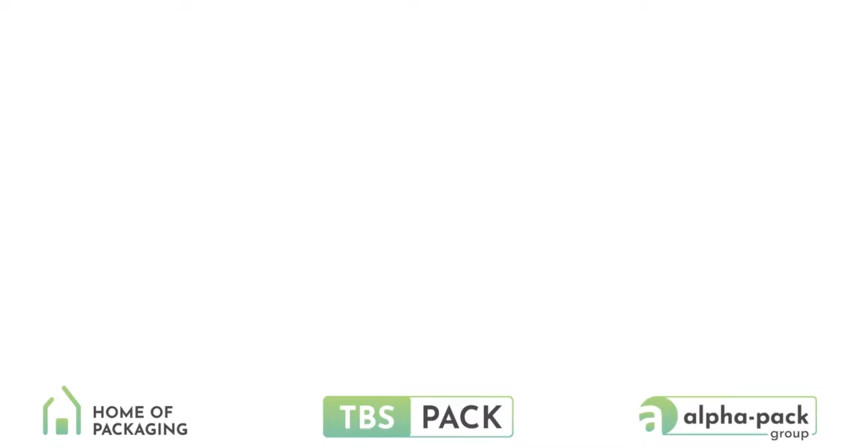 HOME OF
PACKAGING
TBS PACK
alpha-pack
group